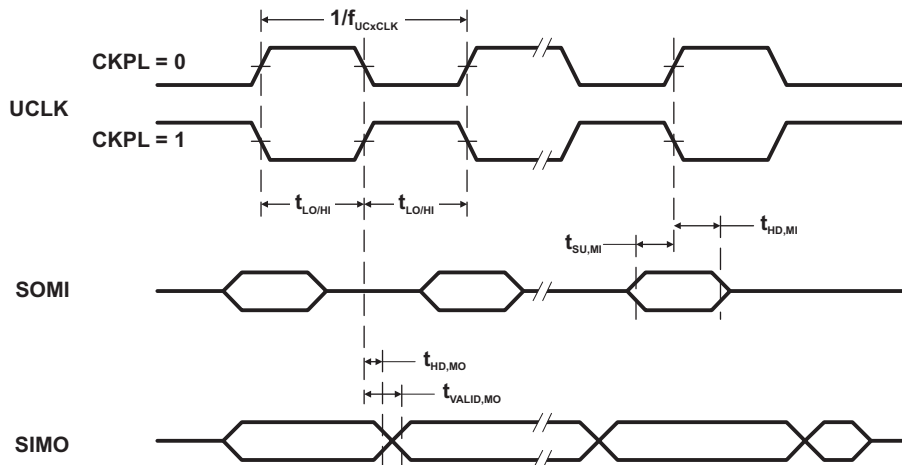 1/fUCxCLK
CKPL = 0
UCLK
CKPL = 1
tLO/HI tLO/HI
tSU,MI
tHD,MI
SOMI
tHD,MO
tVALID,MO
SIMO